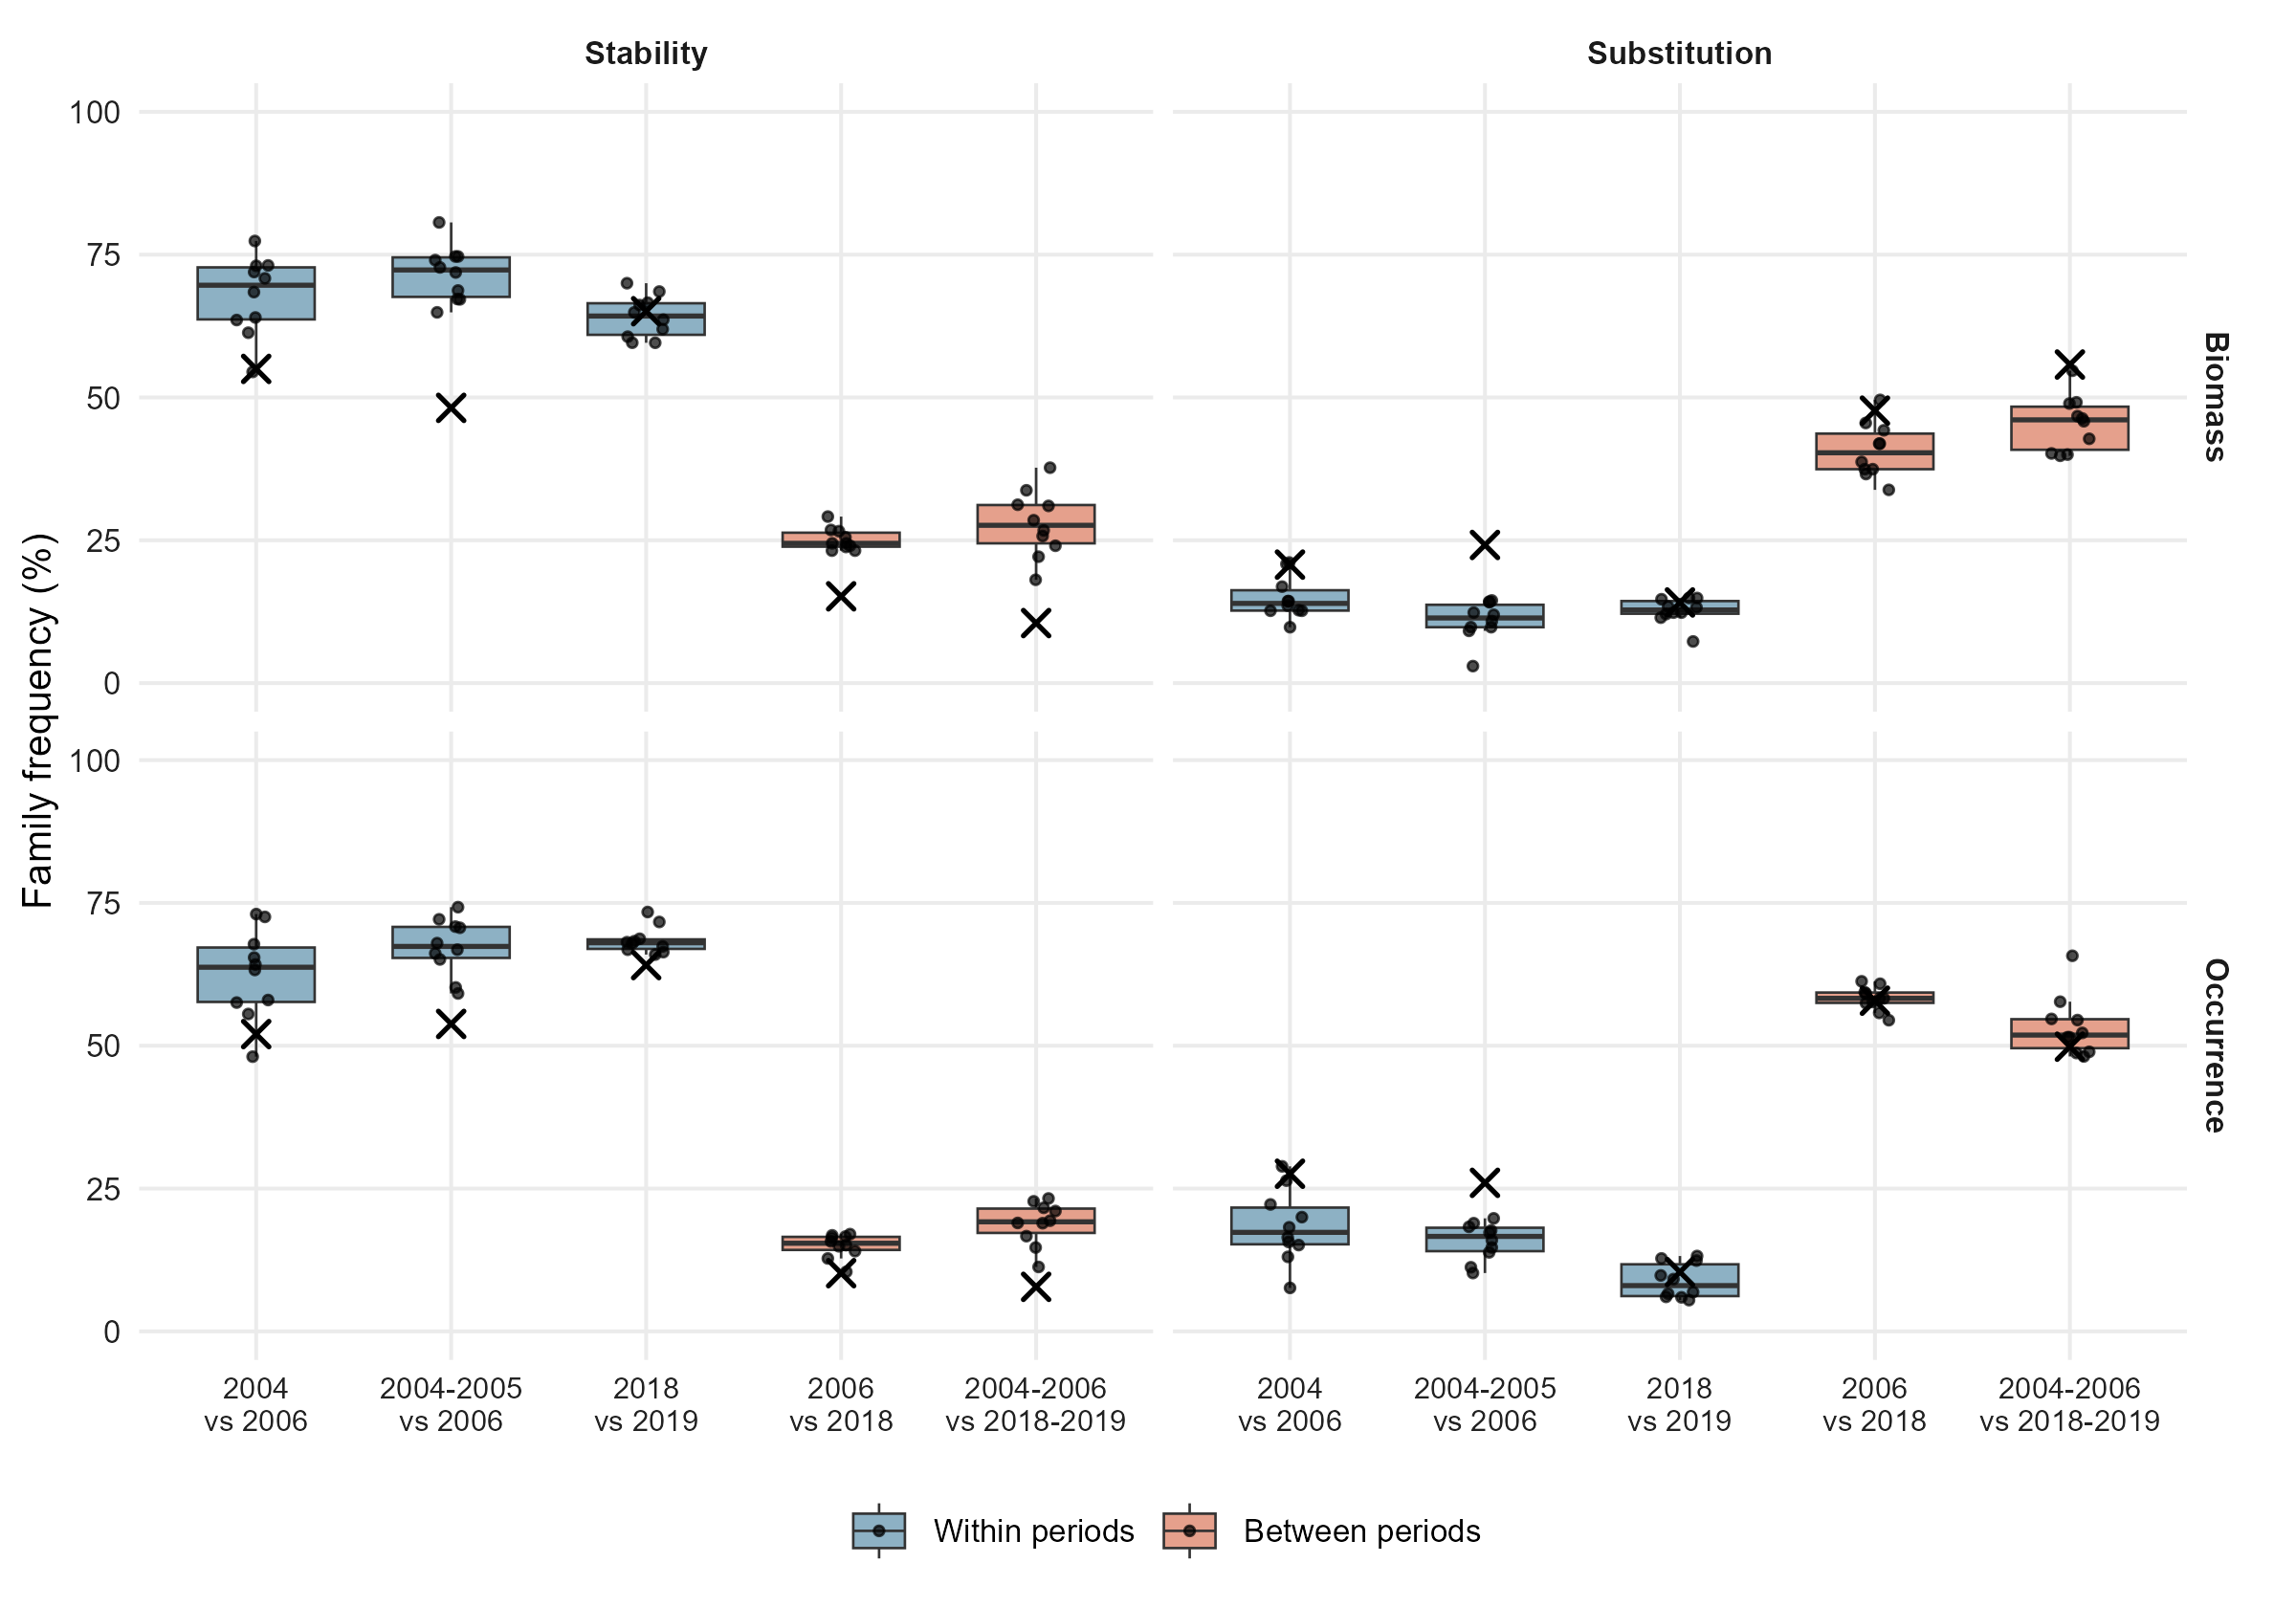 Stability
Substitution
Family frequency (%)
100
75
50
25
0
Biomass
100
75
50
25
0
Occurrence
2004
vs 2006
2004-2005
vs 2006
2018
vs 2019
2006
vs 2018
2004-2006
vs 2018-2019
2004
vs 2006
2004-2005
vs 2006
2018
vs 2019
2006
vs 2018
2004-2006
vs 2018-2019
Within periods
Between periods